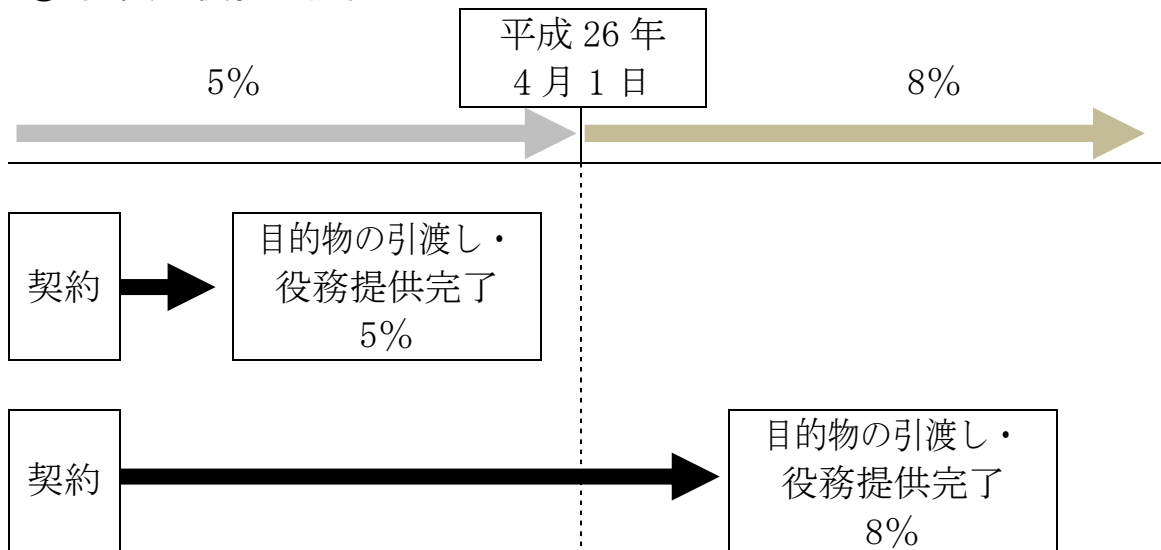 平成 26 年
4 月 1 日
5%
8%
契約
目的物の引渡し・
役務提供完了
5%
契約
目的物の引渡し・
役務提供完了
8%